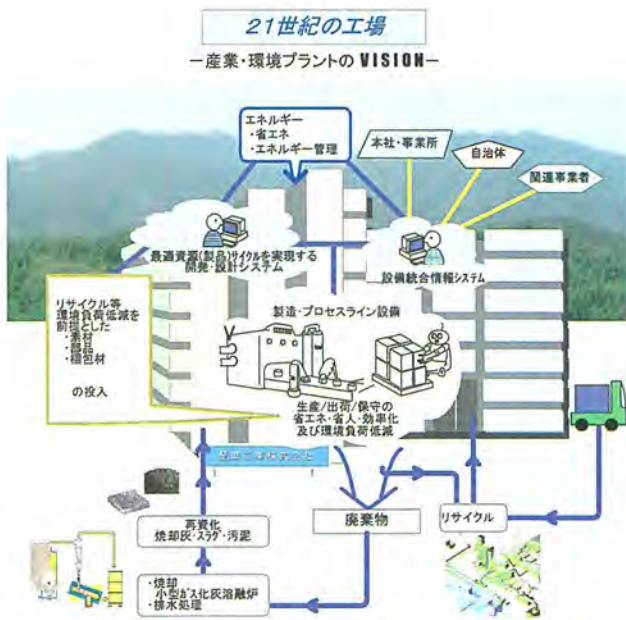 21世紀の工場
－産業・環境プラントの VISION－
エネルギー
・省エネ
・エネルギー管理
本社・事業所
自治体
関連事業者
最適資源(製品)サイクルを実現する
開発・設計システム
設備統合情報システム
リサイクル等
環境負荷低減を
前提とした
・素材
・部品
・梱包材
の投入
製造・プロセスライン設備
生産/出荷/保守の
省エネ・省人・効率化
及び環境負荷低減
工業株式会社
再資化
焼却灰・スラグ・汚泥
廃棄物
リサイクル
・焼却
小型ガス化灰溶融炉
・排水処理